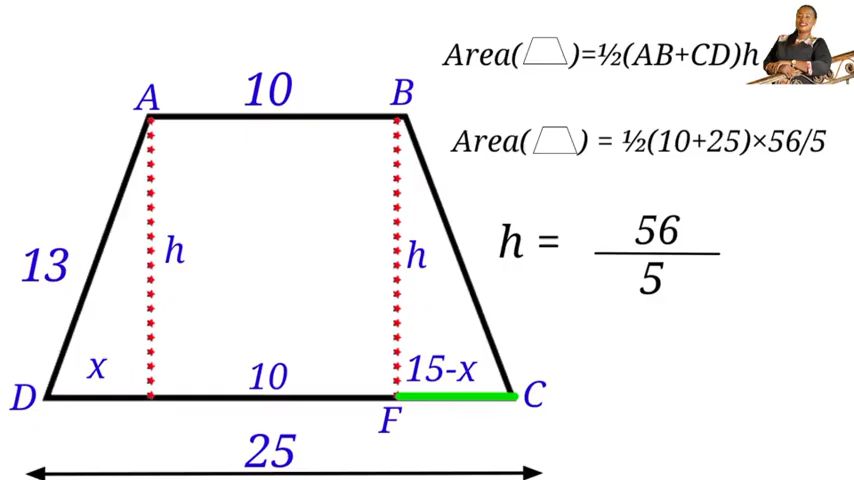 Area( )=½(AB+CD)h
A 10 B
Area( ) = ½(10+25)×56/5
13 h h
h = 56
5
x 10 15-x
D F C
25